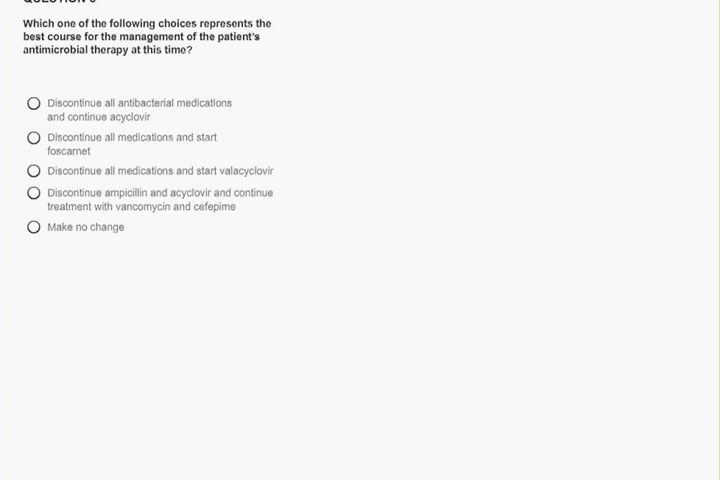 Which one of the following choices represents the
best course for the management of the patient's
antimicrobial therapy at this time?
Discontinue all antibacterial medications
and continue acyclovir
Discontinue all medications and start
foscarnet
Discontinue all medications and start valacyclovir
Discontinue ampicillin and acyclovir and continue
treatment with vancomycin and cefepime
Make no change